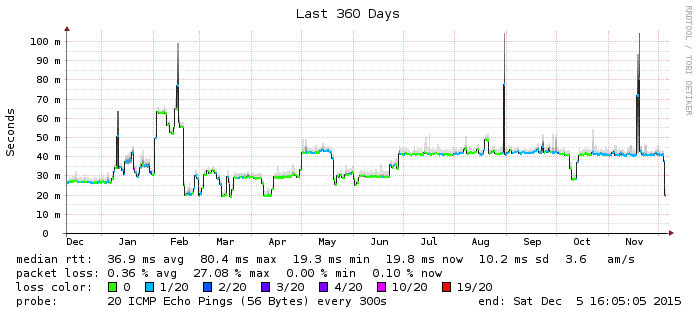 Last 360 Days
RRDTOOL / TOBI OETIKER
Seconds
100 m
90 m
80 m
70 m
60 m
50 m
40 m
30 m
20 m
10 m
0
Dec Jan Feb Mar Apr May Jun Jul Aug Sep Oct Nov
median rtt: 36.9 ms avg 80.4 ms max 19.3 ms min 19.8 ms now 10.2 ms sd 3.6 am/s
packet loss: 0.36 % avg 27.08 % max 0.00 % min 0.10 % now
loss color: 0 1/20 2/20 3/20 4/20 10/20 19/20
probe: 20 ICMP Echo Pings (56 Bytes) every 300s end: Sat Dec 5 16:05:05 2015